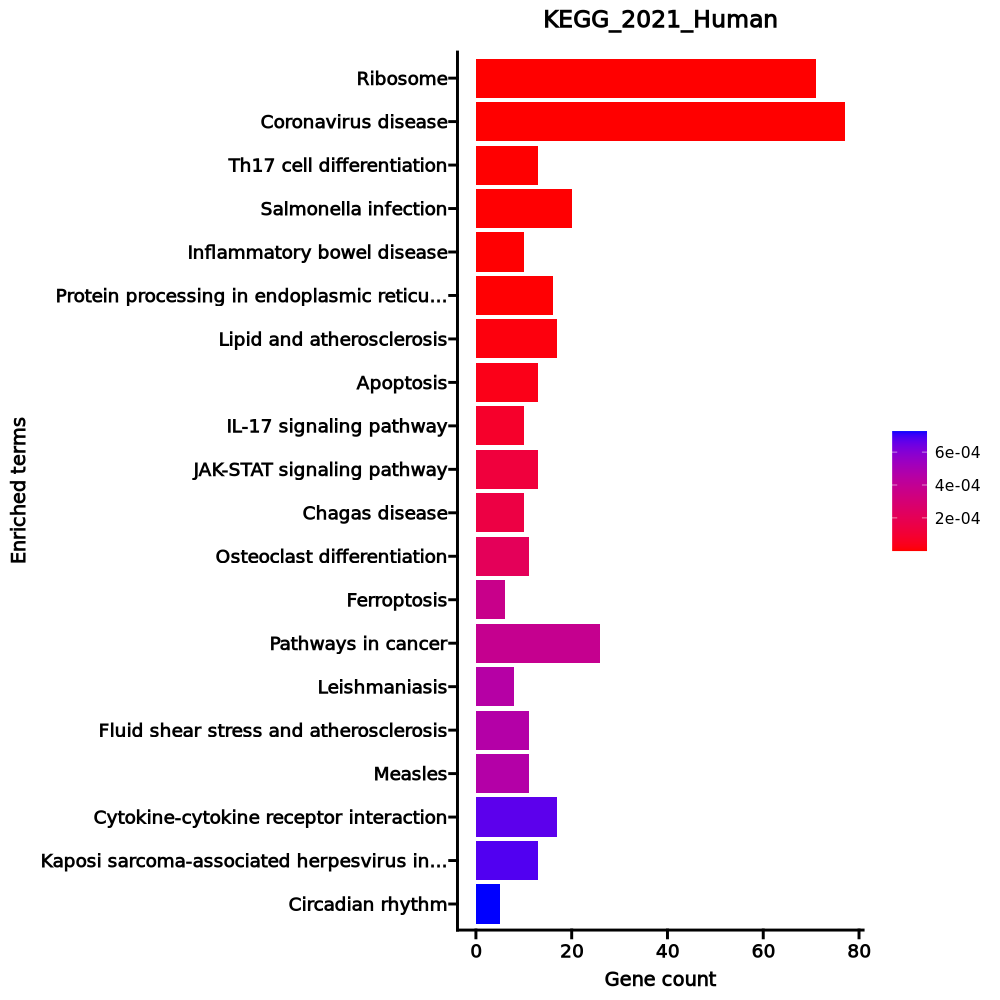 KEGG_2021_Human
Ribosome
Coronavirus disease
Th17 cell differentiation
Salmonella infection
Inflammatory bowel disease
Protein processing in endoplasmic reticu...
Lipid and atherosclerosis
Apoptosis
IL-17 signaling pathway
JAK-STAT signaling pathway
Chagas disease
Osteoclast differentiation
Ferroptosis
Pathways in cancer
Leishmaniasis
Fluid shear stress and atherosclerosis
Measles
Cytokine-cytokine receptor interaction
Kaposi sarcoma-associated herpesvirus in...
Circadian rhythm
Enriched terms
0 20 40 60 80
Gene count
6e-04
4e-04
2e-04